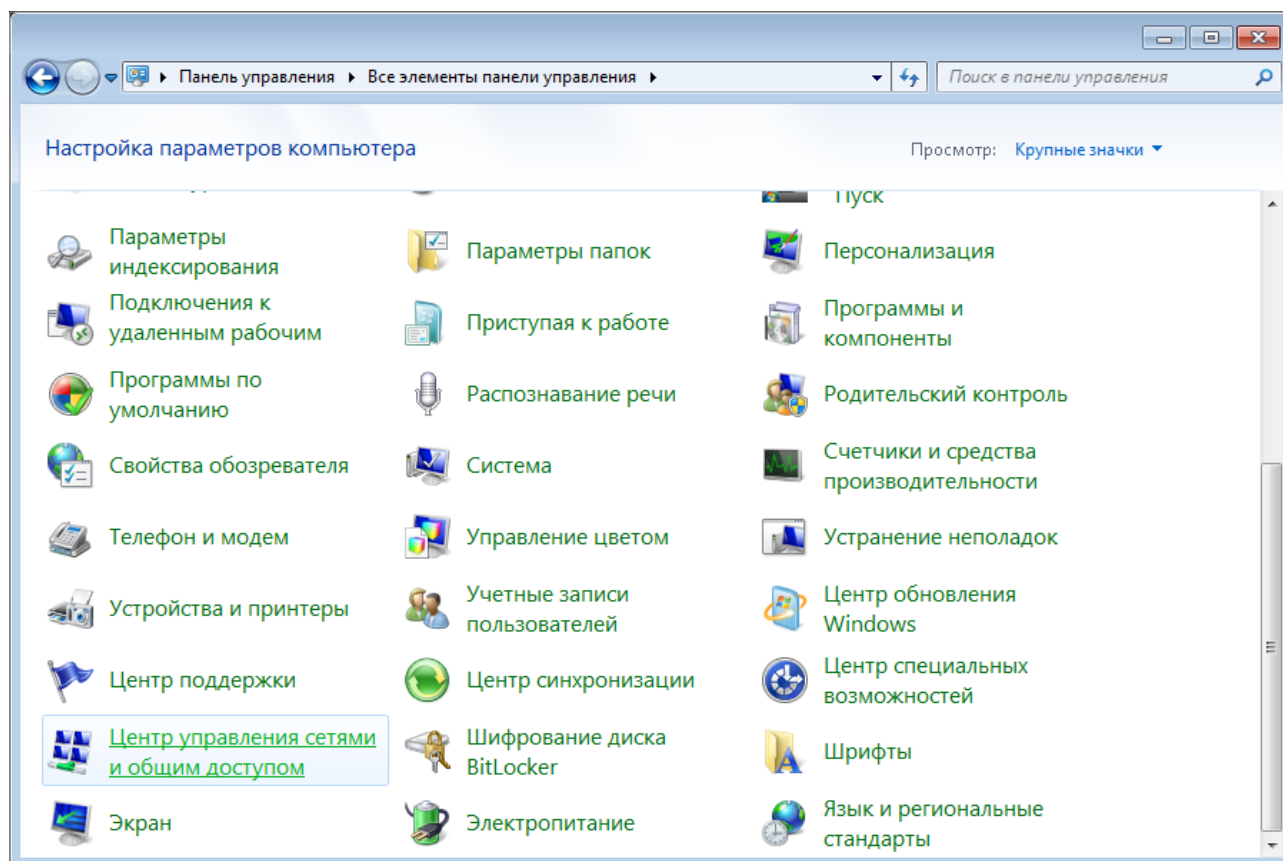 Панель управления Все элементы панели управления
Поиск в панели управления
Настройка параметров компьютера
Просмотр: Крупные значки
Пуск
Параметры
индексирования
Параметры папок
Персонализация
Подключения к
удаленным рабочим
Приступая к работе
Программы и
компоненты
Программы по
умолчанию
Распознавание речи
Родительский контроль
Свойства обозревателя
Система
Счетчики и средства
производительности
Телефон и модем
Управление цветом
Устранение неполадок
Устройства и принтеры
Учетные записи
пользователей
Центр обновления
Windows
Центр поддержки
Центр синхронизации
Центр специальных
возможностей
Центр управления сетями
и общим доступом
Шифрование диска
BitLocker
Шрифты
Экран
Электропитание
Язык и региональные
стандарты